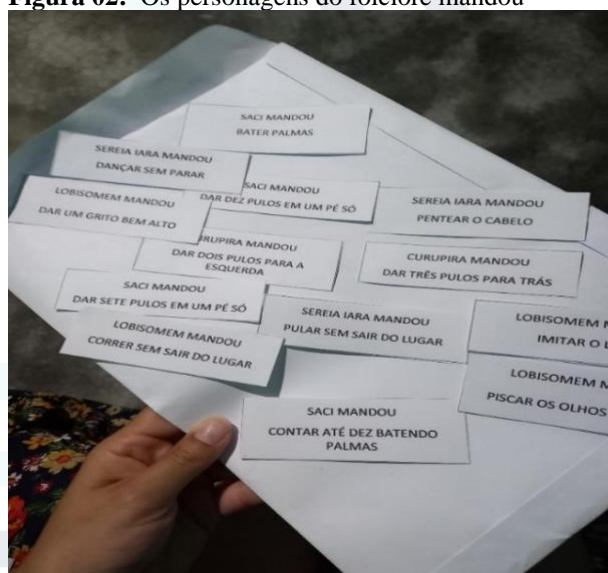 Figura 02: Os personagens do folclore mandou
SACI MANDOU
BATER PALMAS
SEREIA IARA MANDOU
DANÇAR SEM PARAR
SACI MANDOU
DAR DEZ PULOS EM UM PÉ SÓ
SEREIA IARA MANDOU
PENTEAR O CABELO
LOBISOMEM MANDOU
DAR UM GRITO BEM ALTO
RUPIRA MANDOU
DAR DOIS PULOS PARA A
ESQUERDA
CURUPIRA MANDOU
DAR TRÊS PULOS PARA TRÁS
SACI MANDOU
DAR SETE PULOS EM UM PÉ SÓ
SEREIA IARA MANDOU
PULAR SEM SAIR DO LUGAR
LOBISOMEM
IMITAR O
LOBISOMEM MANDOU
CORRER SEM SAIR DO LUGAR
LOBISOMEM
PISCAR OS OLHOS
SACI MANDOU
CONTAR ATÉ DEZ BATENDO
PALMAS